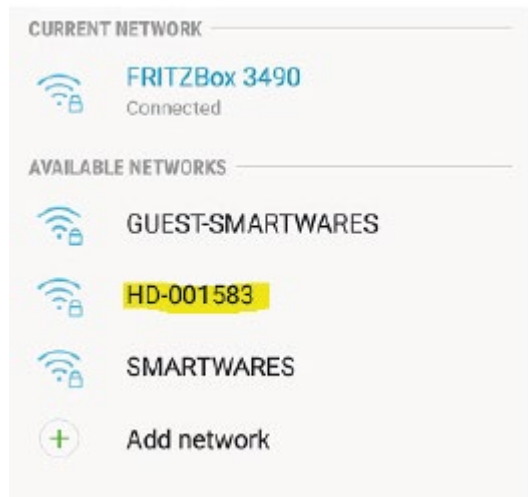 CURRENT NETWORK
FRITZBox 3490
Connected
AVAILABLE NETWORKS
GUEST-SMARTWARES
HD-001583
SMARTWARES
Add network